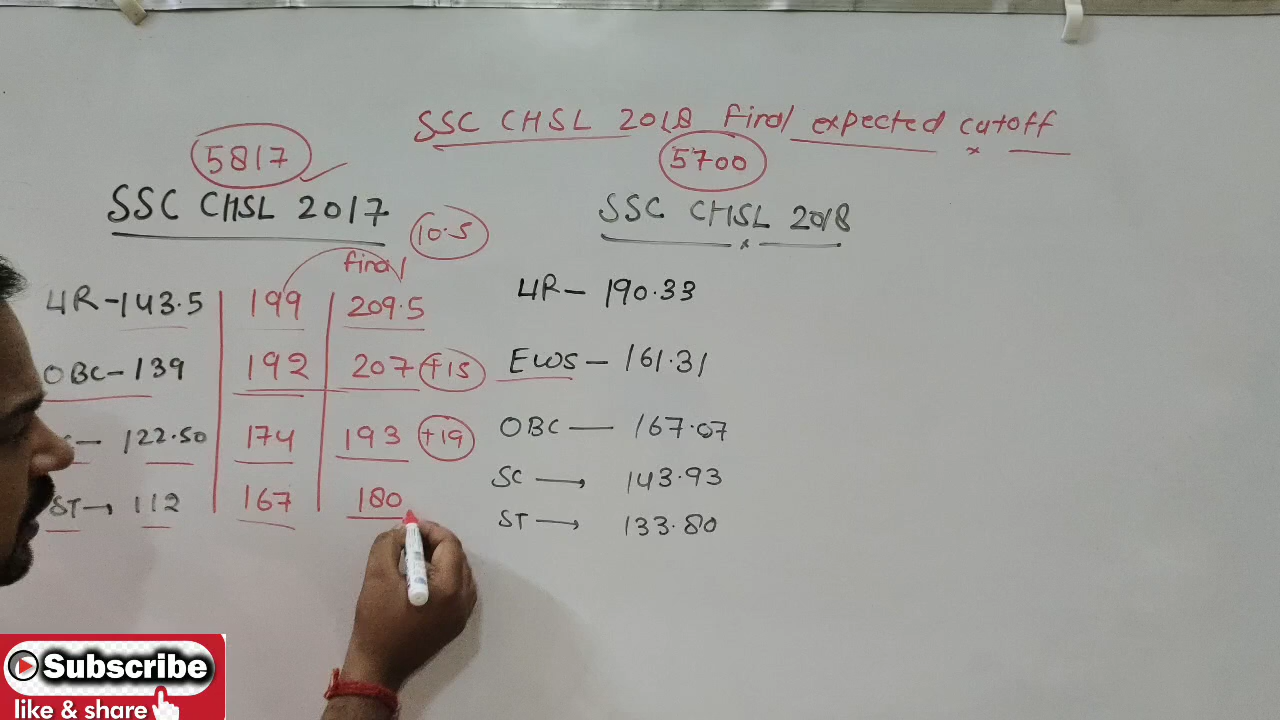 SSC CHSL 2018 Final expected cutoff
5817
SSC CHSL 2017
10.5
final
UR-143.5 199 209.5
OBC-139 192 207 +15
- 122.50 174 193 +19
ST→ 112 167 180
5700
SSC CHSL 2018
UR- 190.33
EWS- 161.31
OBC — 167.07
SC → 143.93
ST → 133.80
Subscribe
like & share